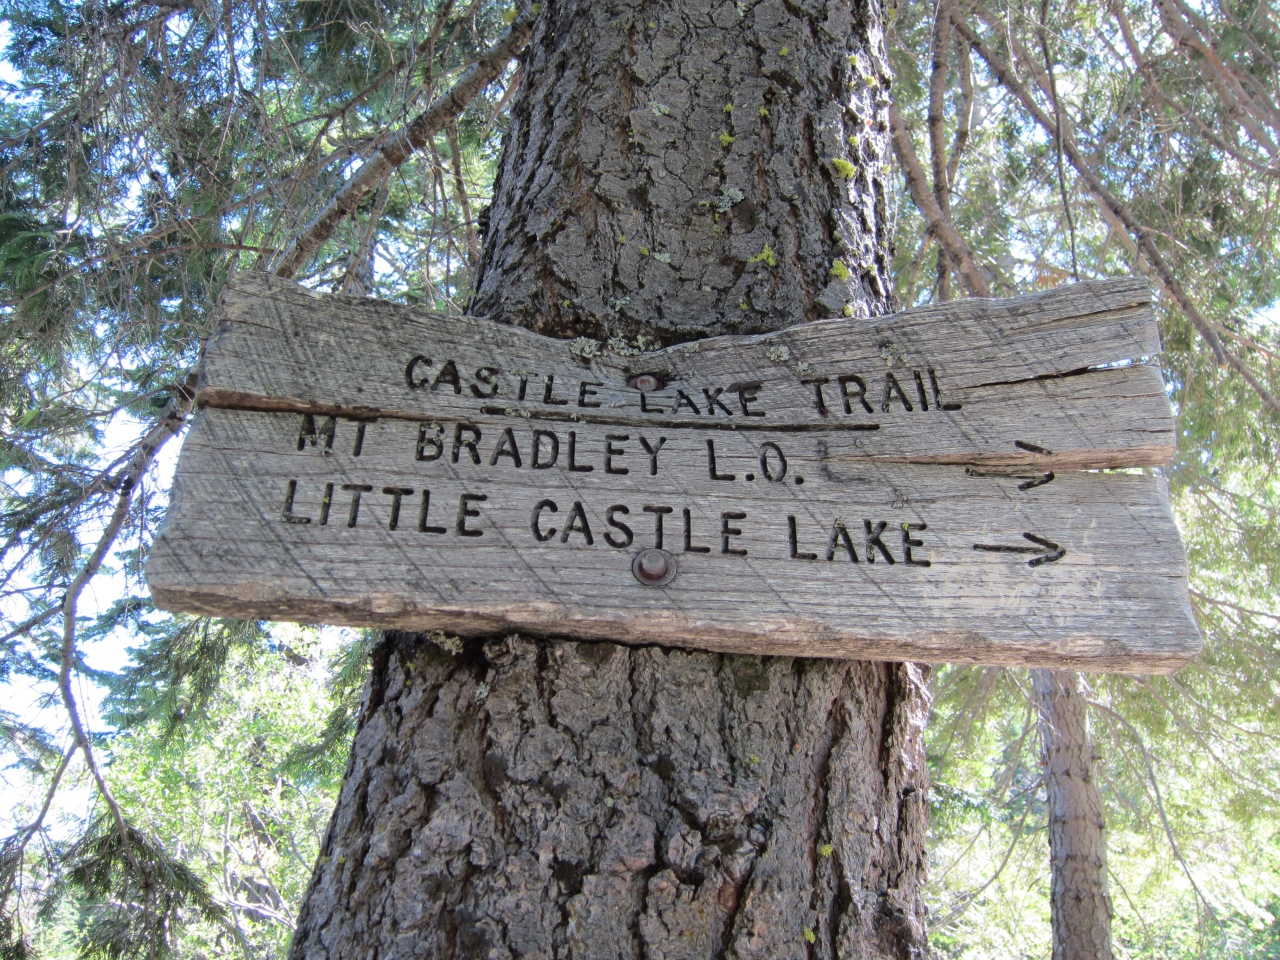 CASTLE LAKE TRAIL
MT BRADLEY L.O. →
LITTLE CASTLE LAKE →